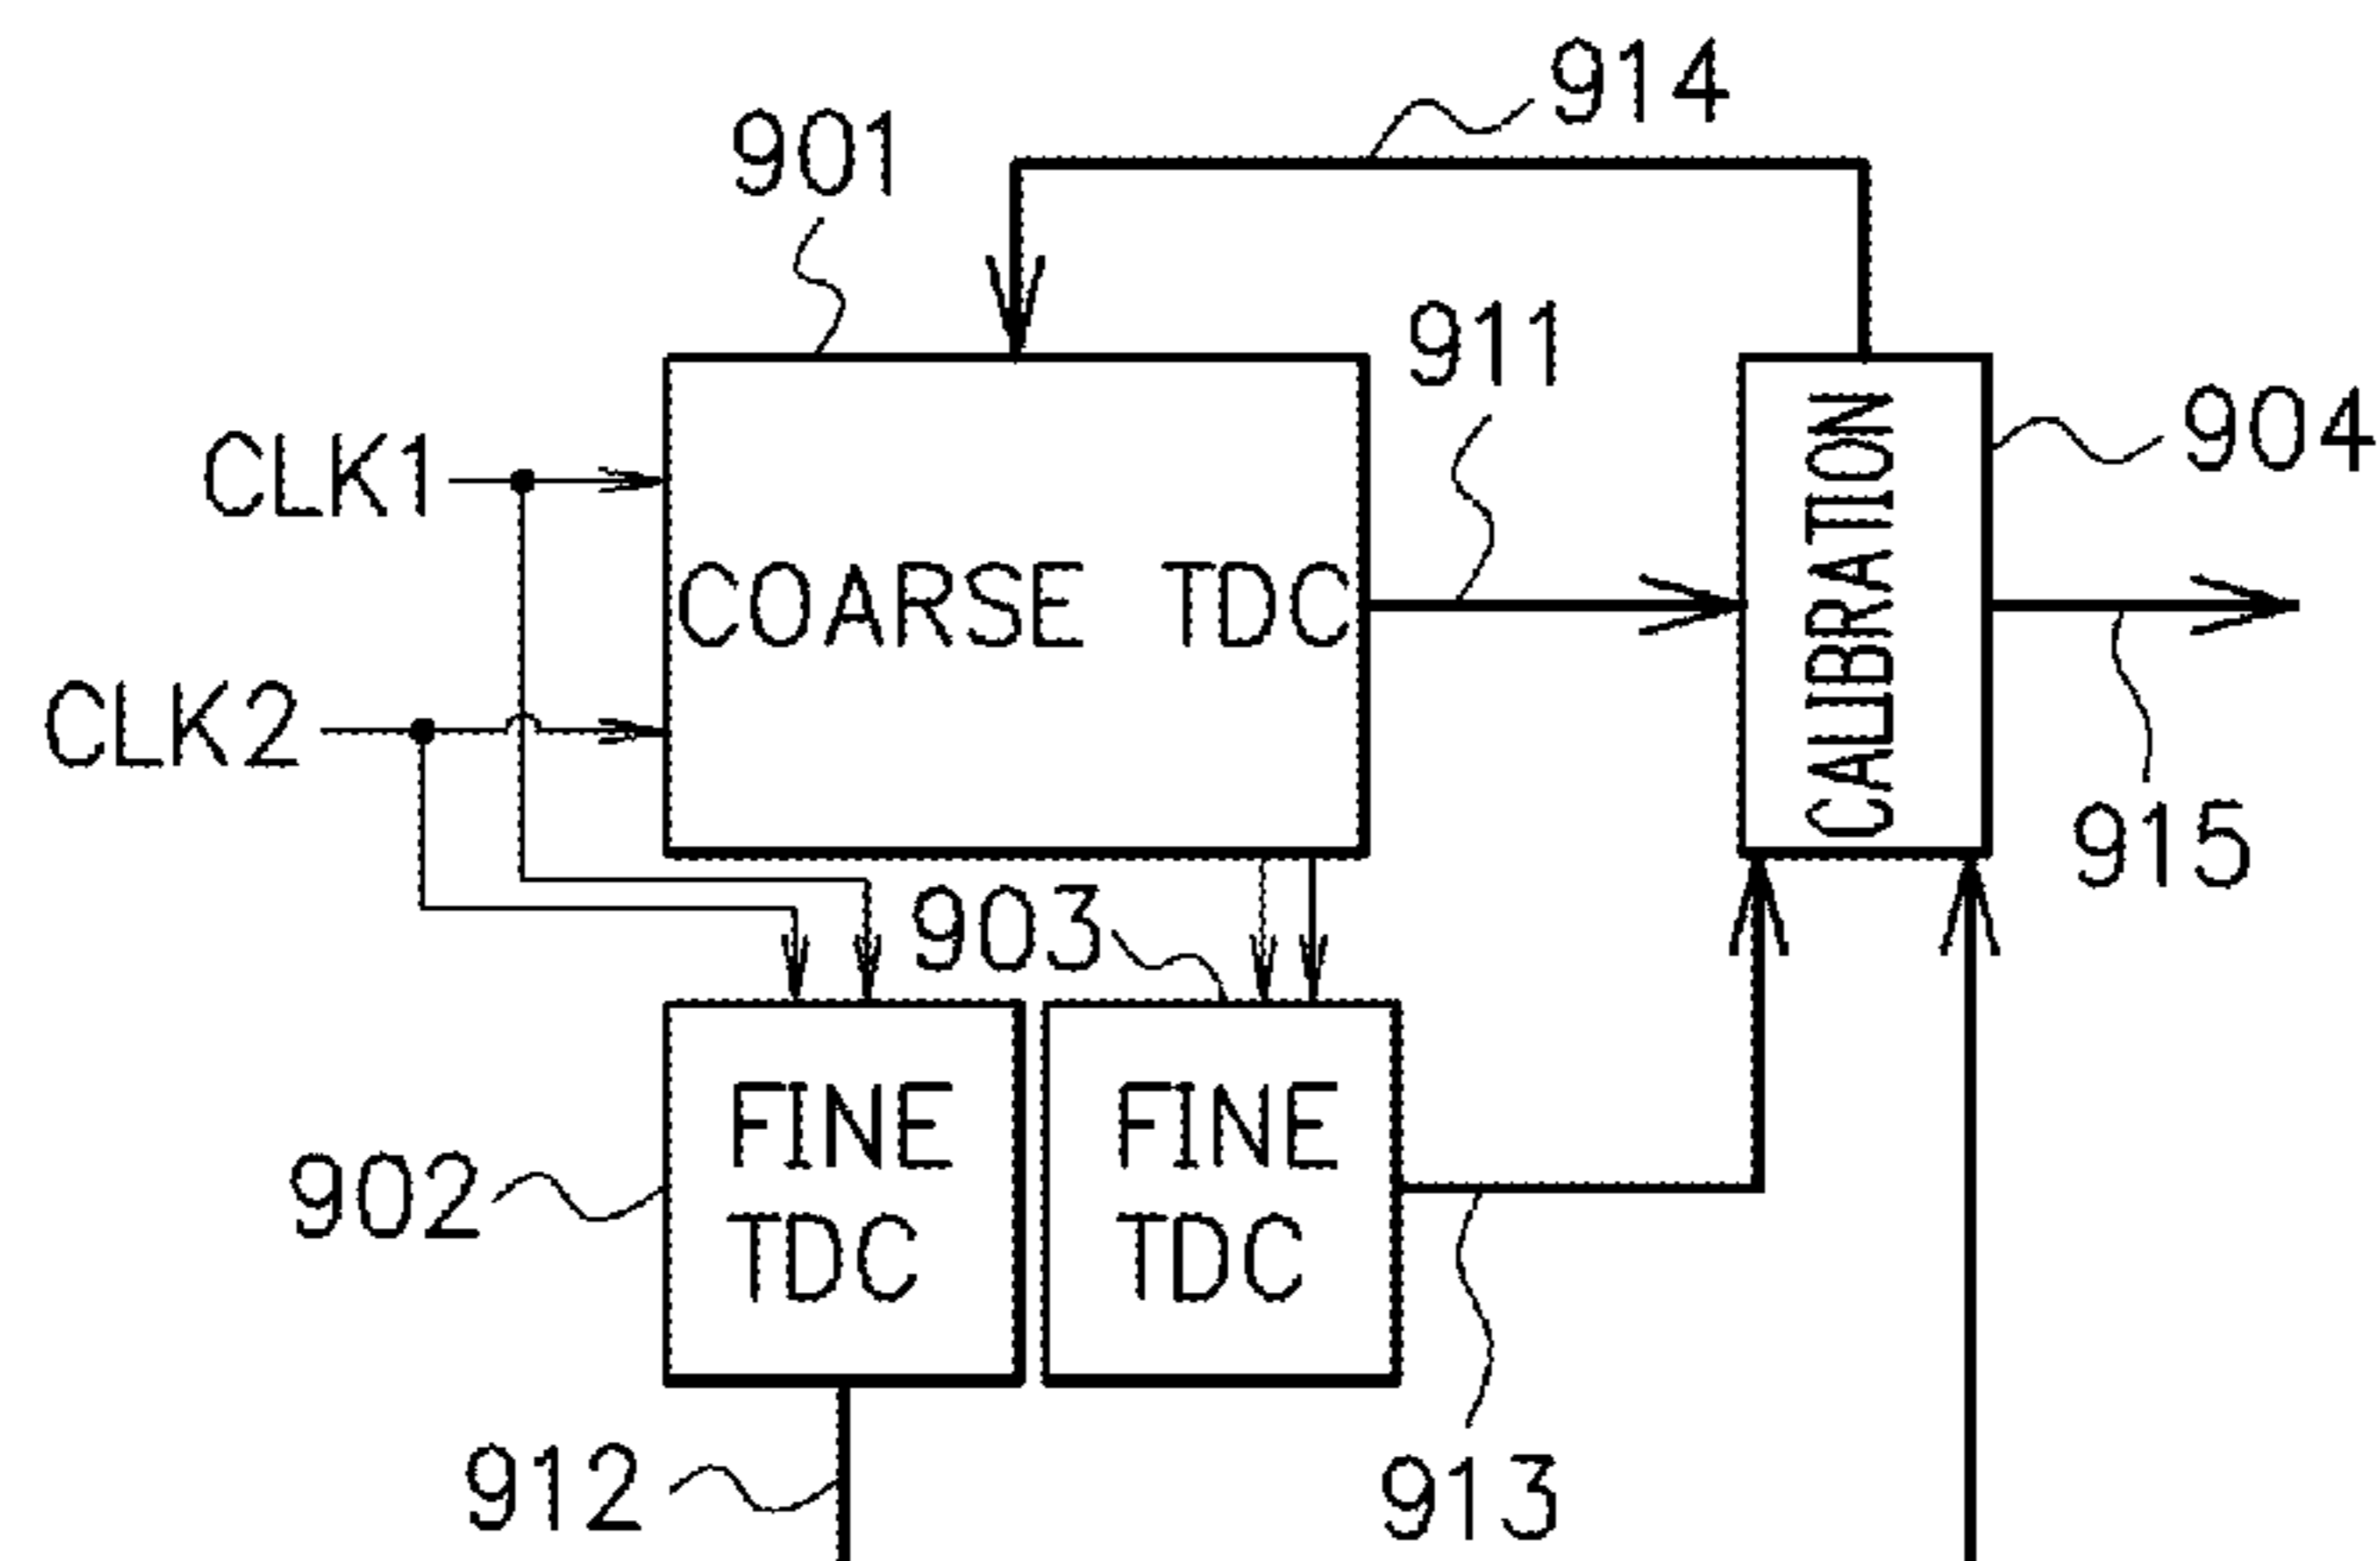 914
901
911
CLK1
904
COARSE TDC
CALIBRATION
CLK2
915
903
FINE
TDC
FINE
TDC
902
912
913